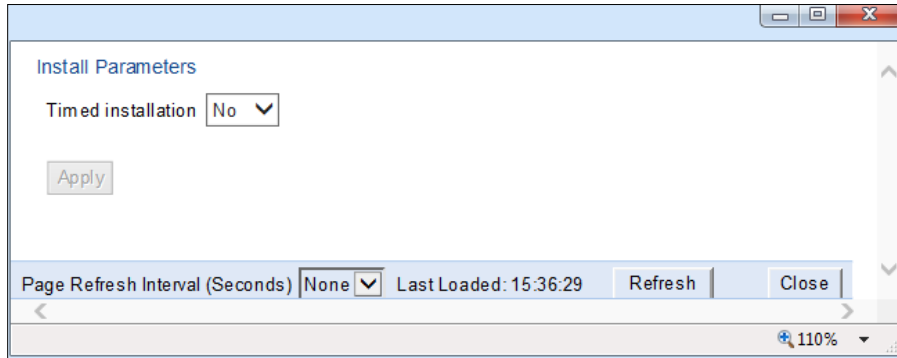 Install Parameters
Timed installation No
Apply
Page Refresh Interval (Seconds) None Last Loaded: 15:36:29 Refresh Close
110%